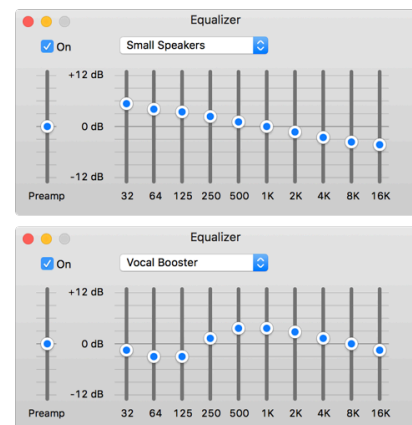 Equalizer
On Small Speakers
+12 dB
0 dB
-12 dB
Preamp 32 64 125 250 500 1K 2K 4K 8K 16K
Equalizer
On Vocal Booster
+12 dB
0 dB
-12 dB
Preamp 32 64 125 250 500 1K 2K 4K 8K 16K